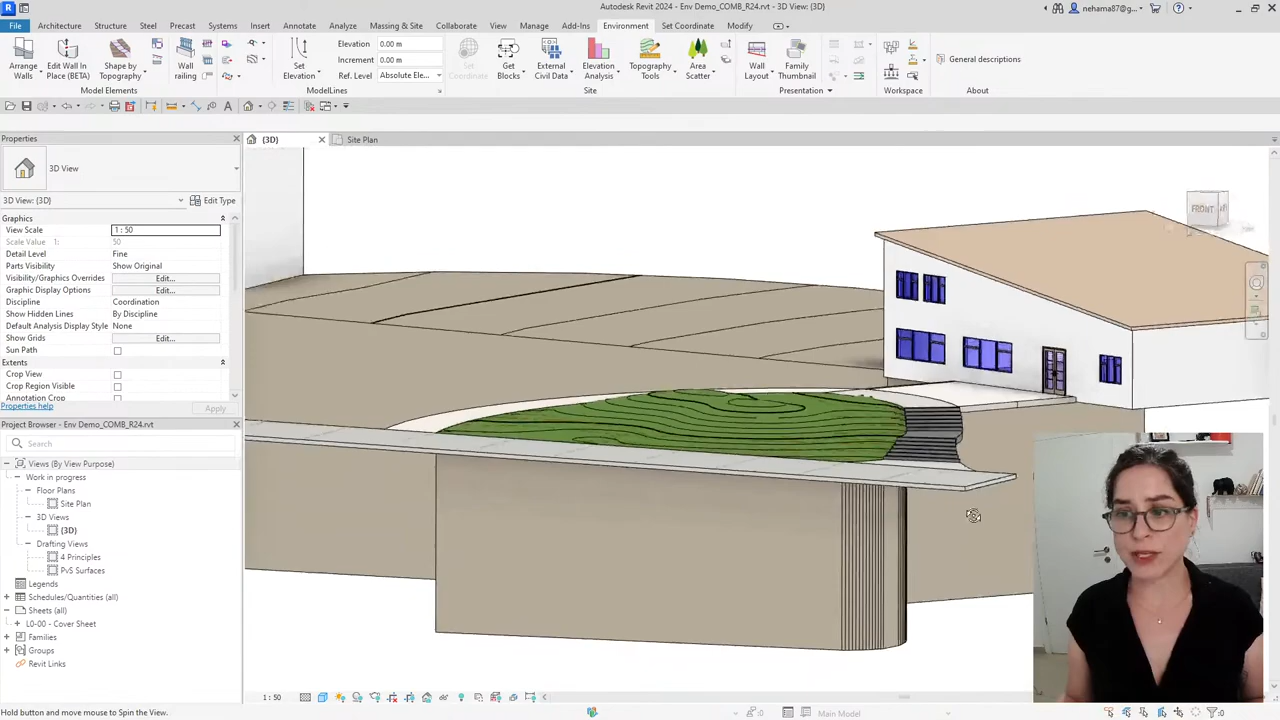 Autodesk Revit 2024 - Env Demo_COMB_R24.rvt - 3D View: {3D}
nehama87@g...
File Architecture Structure Steel Precast Systems Insert Annotate Analyze Massing & Site Collaborate View Manage Add-Ins Environment Set Coordinate Modify
Arrange Walls
Edit Wall In Place (BETA)
Shape by Topography
Wall railing
Set Elevation
Elevation 0.00 m
Increment 0.00 m
Ref. Level Absolute Ele...
Set Coordinate
Get Blocks
External Civil Data
Elevation Analysis
Topography Tools
Area Scatter
Wall Layout
Family Thumbnail
General descriptions
Model Elements ModelLines Site Presentation Workspace About
Properties
{3D} Site Plan
3D View
3D View: {3D} Edit Type
Graphics
View Scale 1 : 50
Scale Value 1: 50
Detail Level Fine
Parts Visibility Show Original
Visibility/Graphics Overrides Edit...
Graphic Display Options Edit...
Discipline Coordination
Show Hidden Lines By Discipline
Default Analysis Display Style None
Show Grids Edit...
Sun Path
Extents
Crop View
Crop Region Visible
Annotation Crop
Properties help Apply
Project Browser - Env Demo_COMB_R24.rvt
Search
Views (By View Purpose)
Work in progress
Floor Plans
Site Plan
3D Views
{3D}
Drafting Views
4 Principles
PvS Surfaces
Legends
Schedules/Quantities (all)
Sheets (all)
L0-00 - Cover Sheet
Families
Groups
Revit Links
FRONT
1 : 50
Hold button and move mouse to Spin the View.
:0
Main Model
:0